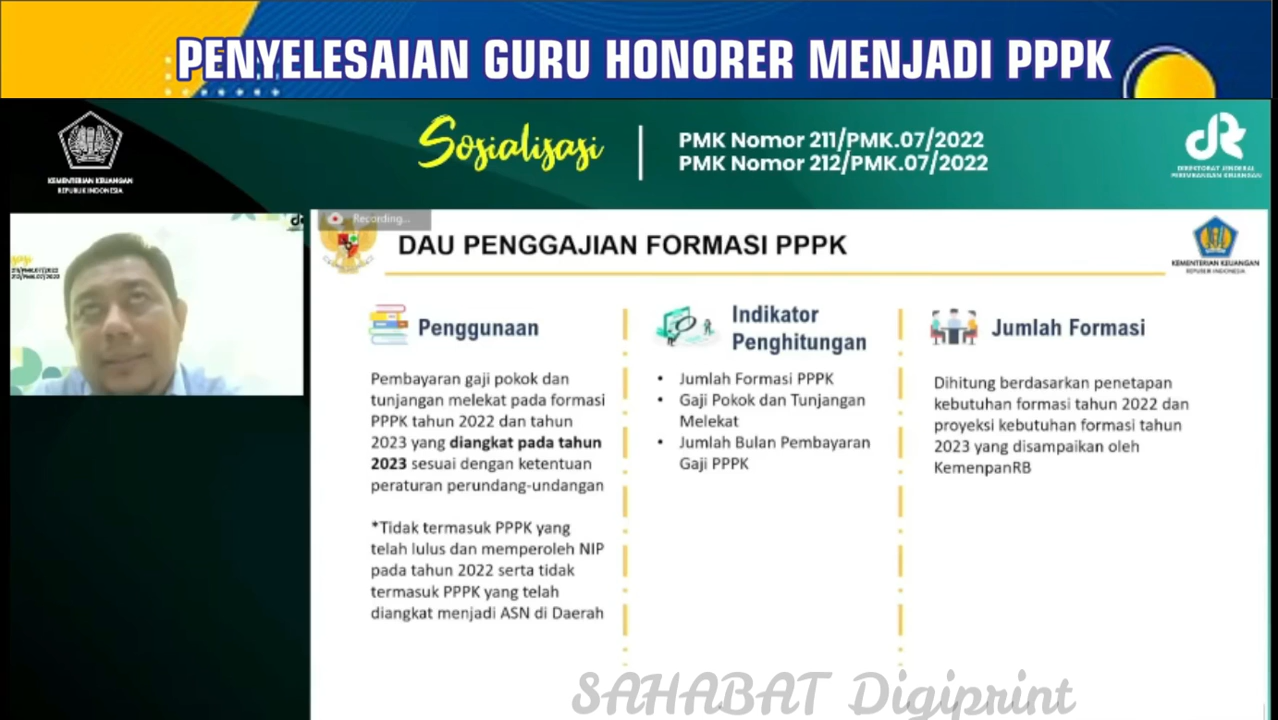 PENYELESAIAN GURU HONORER MENJADI PPPK
KEMENTERIAN KEUANGAN
REPUBLIK INDONESIA
Sosialisasi
PMK Nomor 211/PMK.07/2022
PMK Nomor 212/PMK.07/2022
DIREKTORAT JENDERAL
PERIMBANGAN KEUANGAN
Recording...
DAU PENGGAJIAN FORMASI PPPK
KEMENTERIAN KEUANGAN
REPUBLIK INDONESIA
Penggunaan
Pembayaran gaji pokok dan
tunjangan melekat pada formasi
PPPK tahun 2022 dan tahun
2023 yang diangkat pada tahun
2023 sesuai dengan ketentuan
peraturan perundang-undangan
*Tidak termasuk PPPK yang
telah lulus dan memperoleh NIP
pada tahun 2022 serta tidak
termasuk PPPK yang telah
diangkat menjadi ASN di Daerah
Indikator
Penghitungan
• Jumlah Formasi PPPK
• Gaji Pokok dan Tunjangan
Melekat
• Jumlah Bulan Pembayaran
Gaji PPPK
Jumlah Formasi
Dihitung berdasarkan penetapan
kebutuhan formasi tahun 2022 dan
proyeksi kebutuhan formasi tahun
2023 yang disampaikan oleh
KemenpanRB
SAHABAT Digiprint